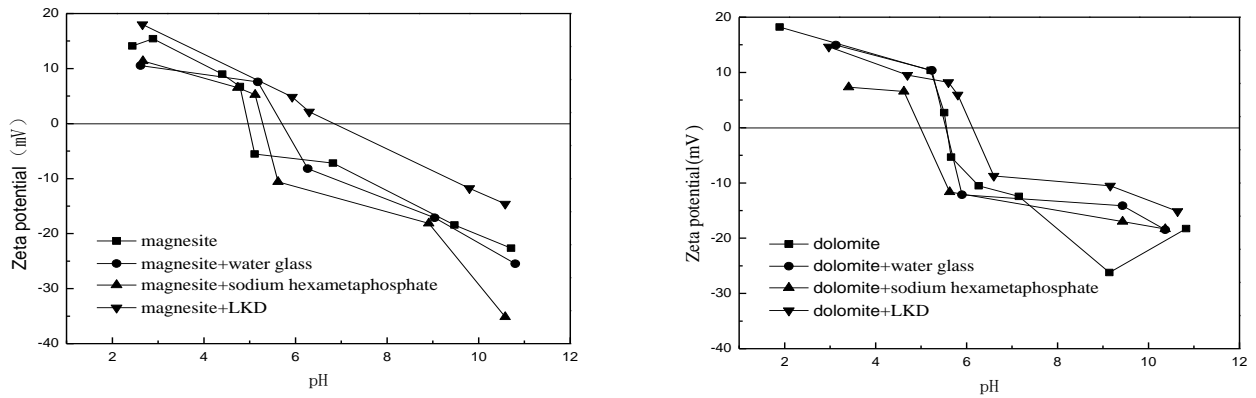 20
10
0
-10
-20
-30
-40
Zeta potential (mV)
magnesite
magnesite+water glass
magnesite+sodium hexametaphosphate
magnesite+LKD
2 4 6 8 10 12
pH
20
10
0
-10
-20
-30
-40
Zeta potential(mV)
dolomite
dolomite+water glass
dolomite+sodium hexametaphosphate
dolomite+LKD
2 4 6 8 10 12
pH